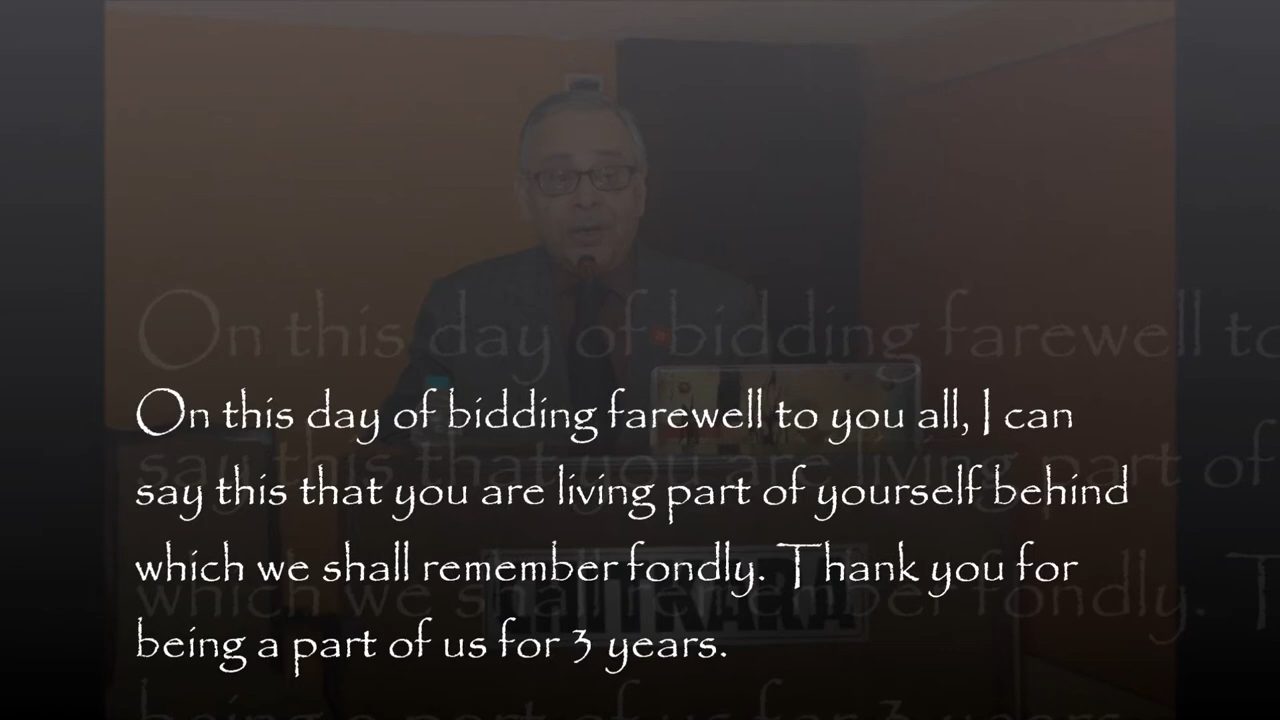 On this day of bidding farewell to you all, I can
say this that you are living part of yourself behind
which we shall remember fondly. Thank you for
being a part of us for 3 years.